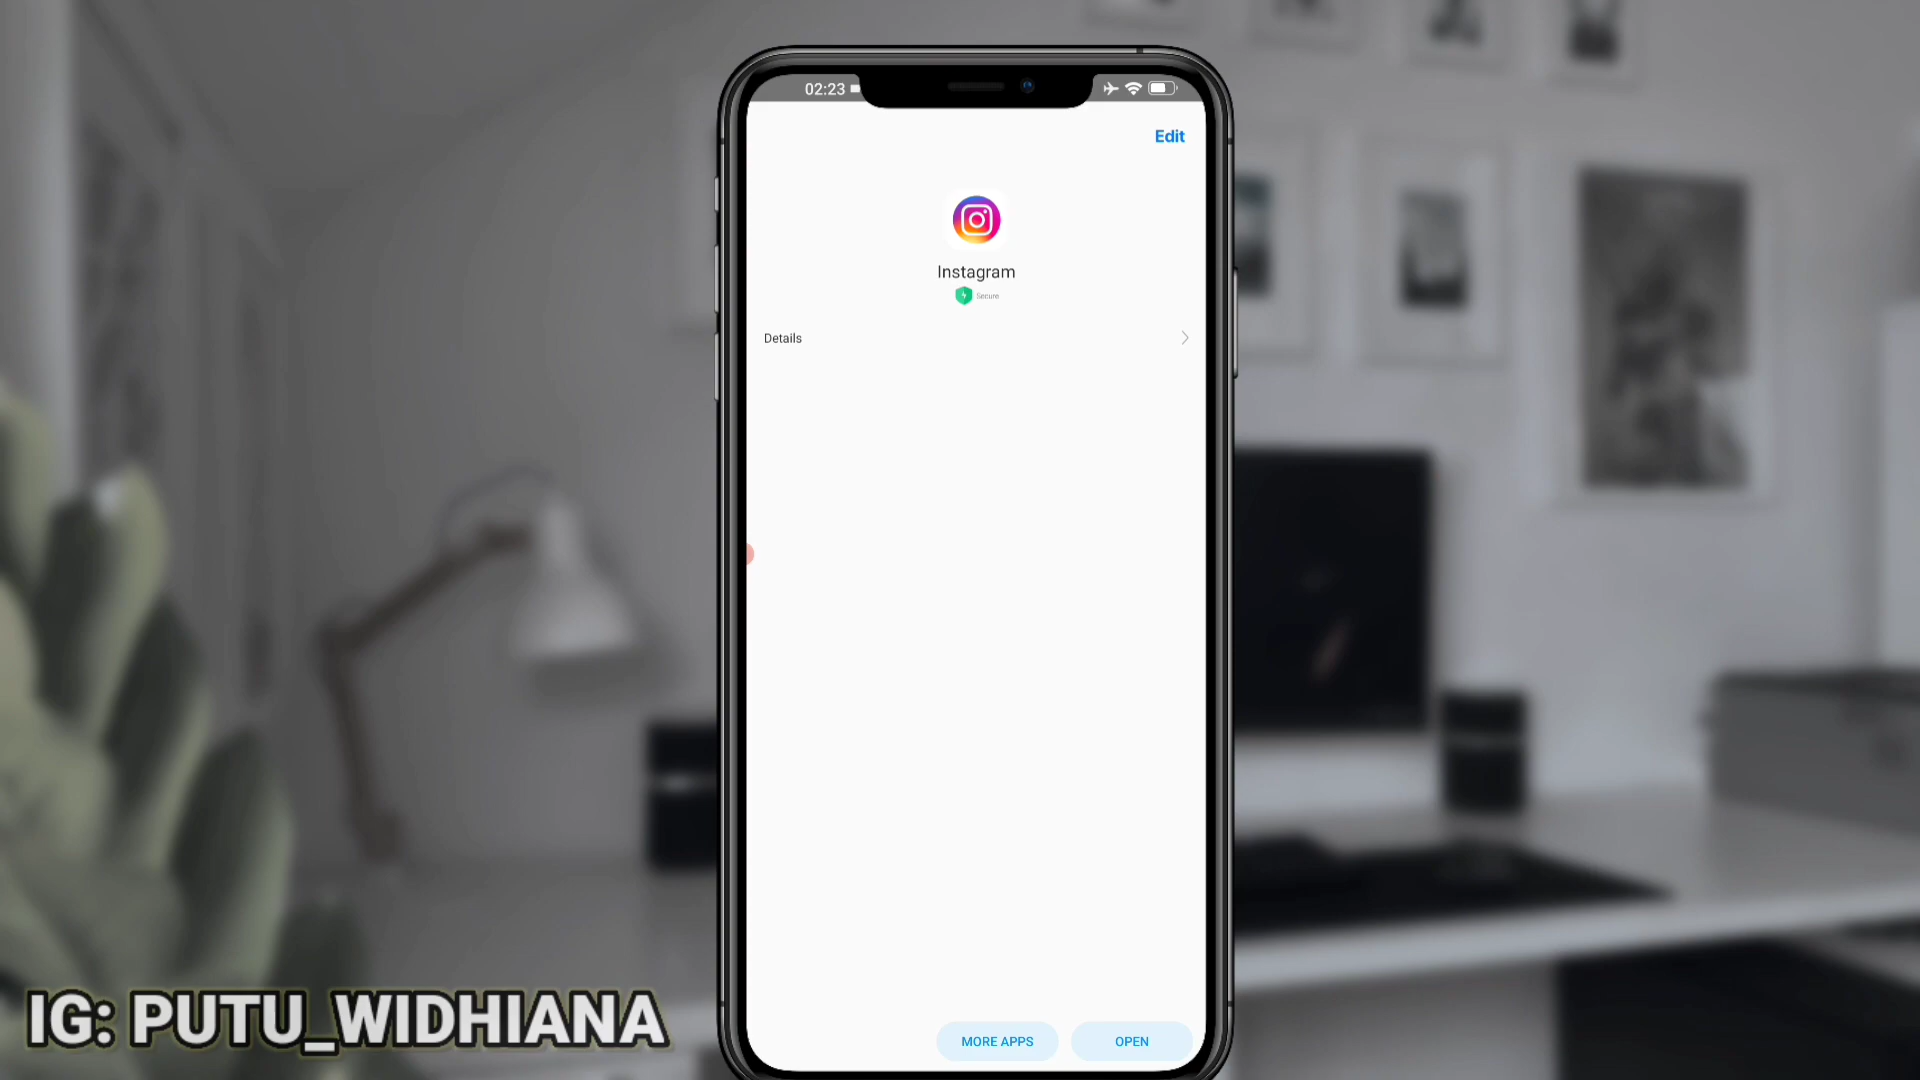 02:23
Edit
Instagram
Secure
Details
MORE APPS
OPEN
IG: PUTU_WIDHIANA